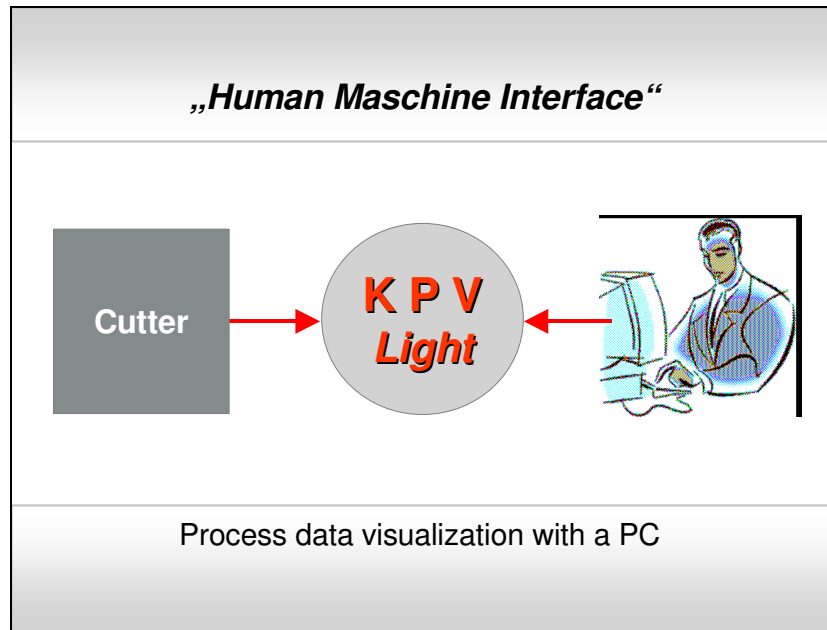 „Human Maschine Interface“
Cutter
K P V
Light
Process data visualization with a PC